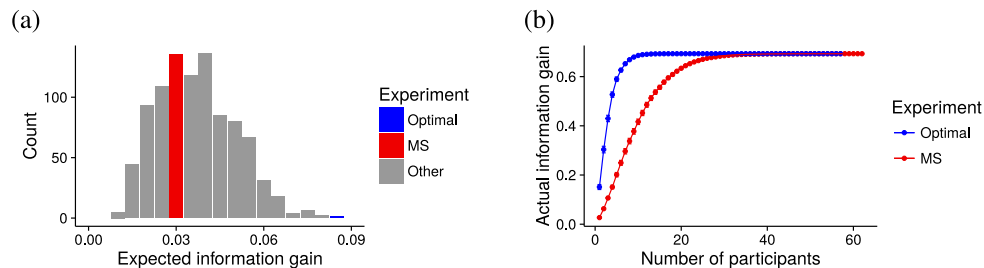 (a)
Count
100
50
0
0.00 0.03 0.06 0.09
Expected information gain
Experiment
Optimal
MS
Other
(b)
Actual information gain
0.6
0.4
0.2
0.0
0 20 40 60
Number of participants
Experiment
Optimal
MS